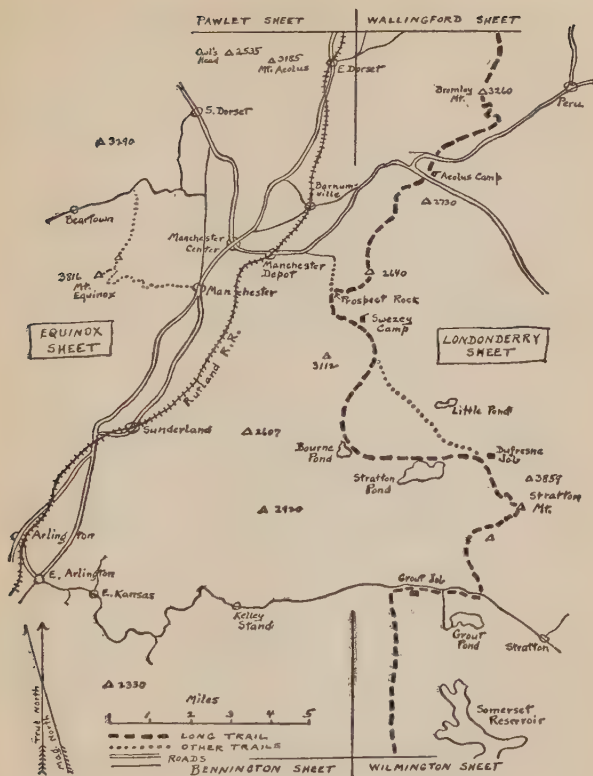 PAWLET SHEET
WALLINGFORD SHEET
Owl's
Head
△ 2535
△ 3185
Mt. Aeolus
E. Dorset
Bromley
Mt.
△ 3260
Peru
S. Dorset
△ 3290
Aeolus Camp
△ 2730
Barnum-
ville
Beartown
Manchester
Center
Manchester
Depot
△ 2640
3816 △
Mt.
Equinox
Manchester
Prospect Rock
Swezey
Camp
EQUINOX
SHEET
LONDONDERRY
SHEET
Rutland R.R.
△
3112
Little Pond
Sunderland
△ 2607
Bourne
Pond
Dufresne
Job
Stratton
Pond
△ 3859
Stratton
Mt.
△ 2920
Arlington
E. Arlington
E. Kansas
Kelley
Stand
Grout Job
Grout
Pond
Stratton
△ 2330
True North
Mag. North
Miles
0 1 2 3 4 5
LONG TRAIL
OTHER TRAILS
ROADS
Somerset
Reservoir
BENNINGTON SHEET
WILMINGTON SHEET